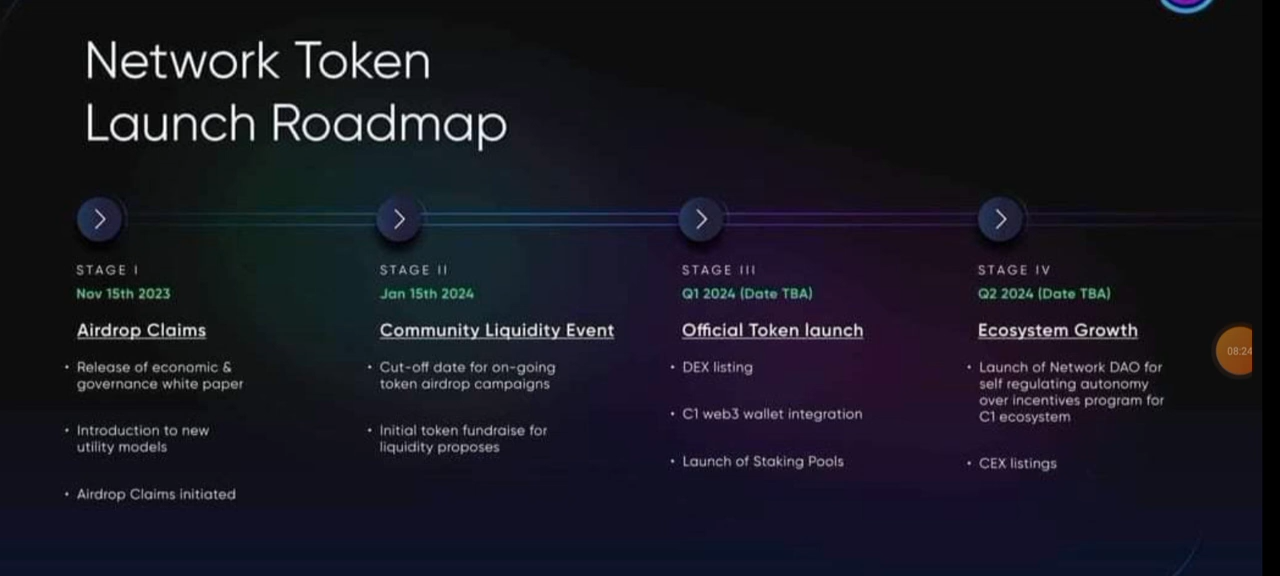 Network Token
Launch Roadmap
STAGE I
Nov 15th 2023
Airdrop Claims
• Release of economic &
governance white paper
• Introduction to new
utility models
• Airdrop Claims initiated
STAGE II
Jan 15th 2024
Community Liquidity Event
• Cut-off date for on-going
token airdrop campaigns
• Initial token fundraise for
liquidity proposes
STAGE III
Q1 2024 (Date TBA)
Official Token launch
• DEX listing
• C1 web3 wallet integration
• Launch of Staking Pools
STAGE IV
Q2 2024 (Date TBA)
Ecosystem Growth
• Launch of Network DAO for
self regulating autonomy
over incentives program for
C1 ecosystem
• CEX listings
08:24